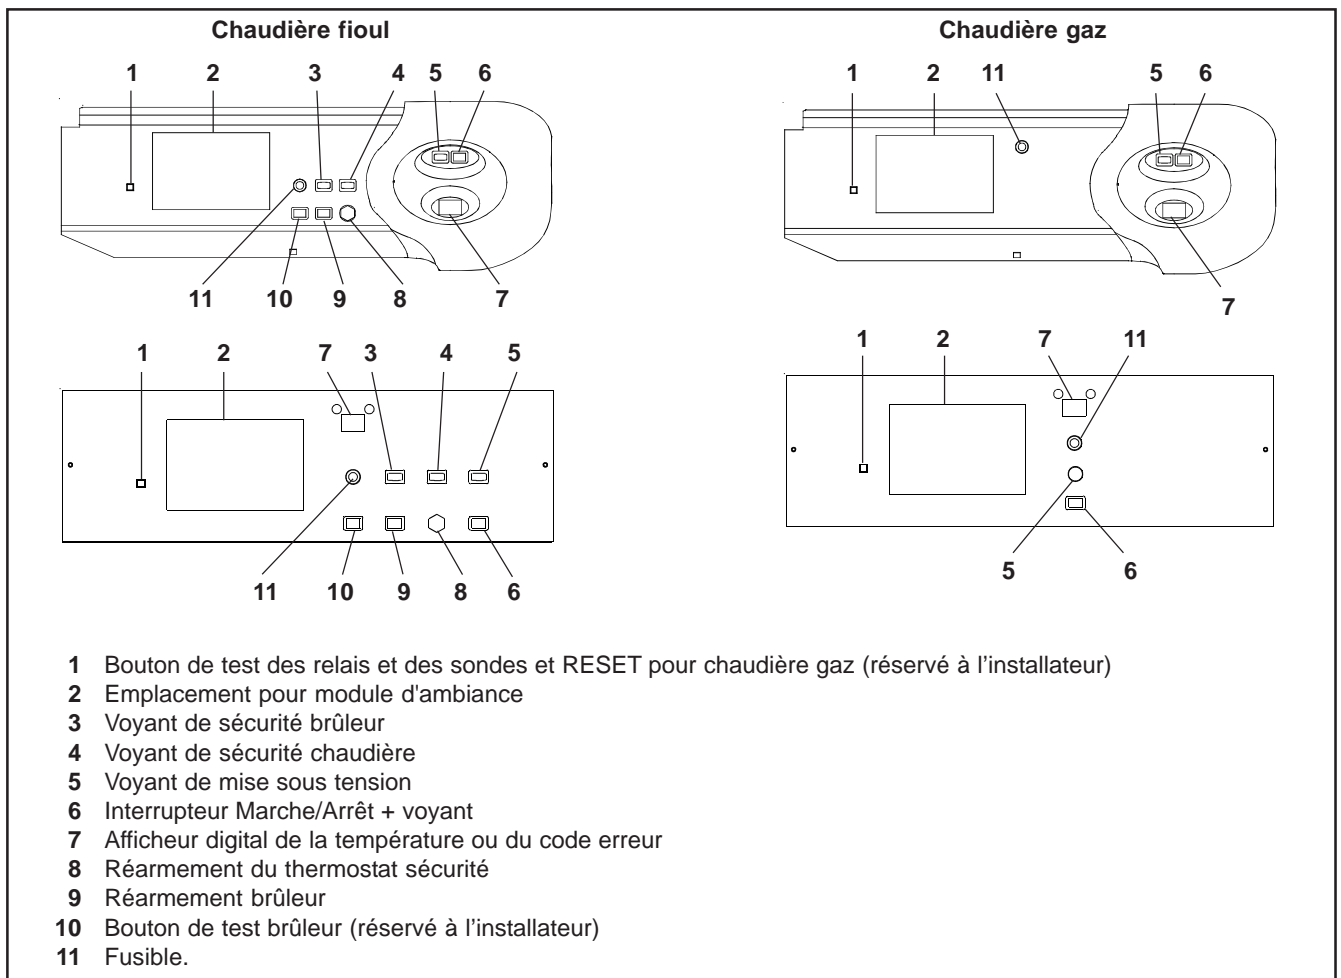 Chaudière fioul
Chaudière gaz
1 2 3 4 5 6
1 2 11 5 6
11 10 9 8 7
7
1 2 7 3 4 5
1 2 7 11
11 10 9 8 6
5 6
1 Bouton de test des relais et des sondes et RESET pour chaudière gaz (réservé à l’installateur)
2 Emplacement pour module d'ambiance
3 Voyant de sécurité brûleur
4 Voyant de sécurité chaudière
5 Voyant de mise sous tension
6 Interrupteur Marche/Arrêt + voyant
7 Afficheur digital de la température ou du code erreur
8 Réarmement du thermostat sécurité
9 Réarmement brûleur
10 Bouton de test brûleur (réservé à l’installateur)
11 Fusible.